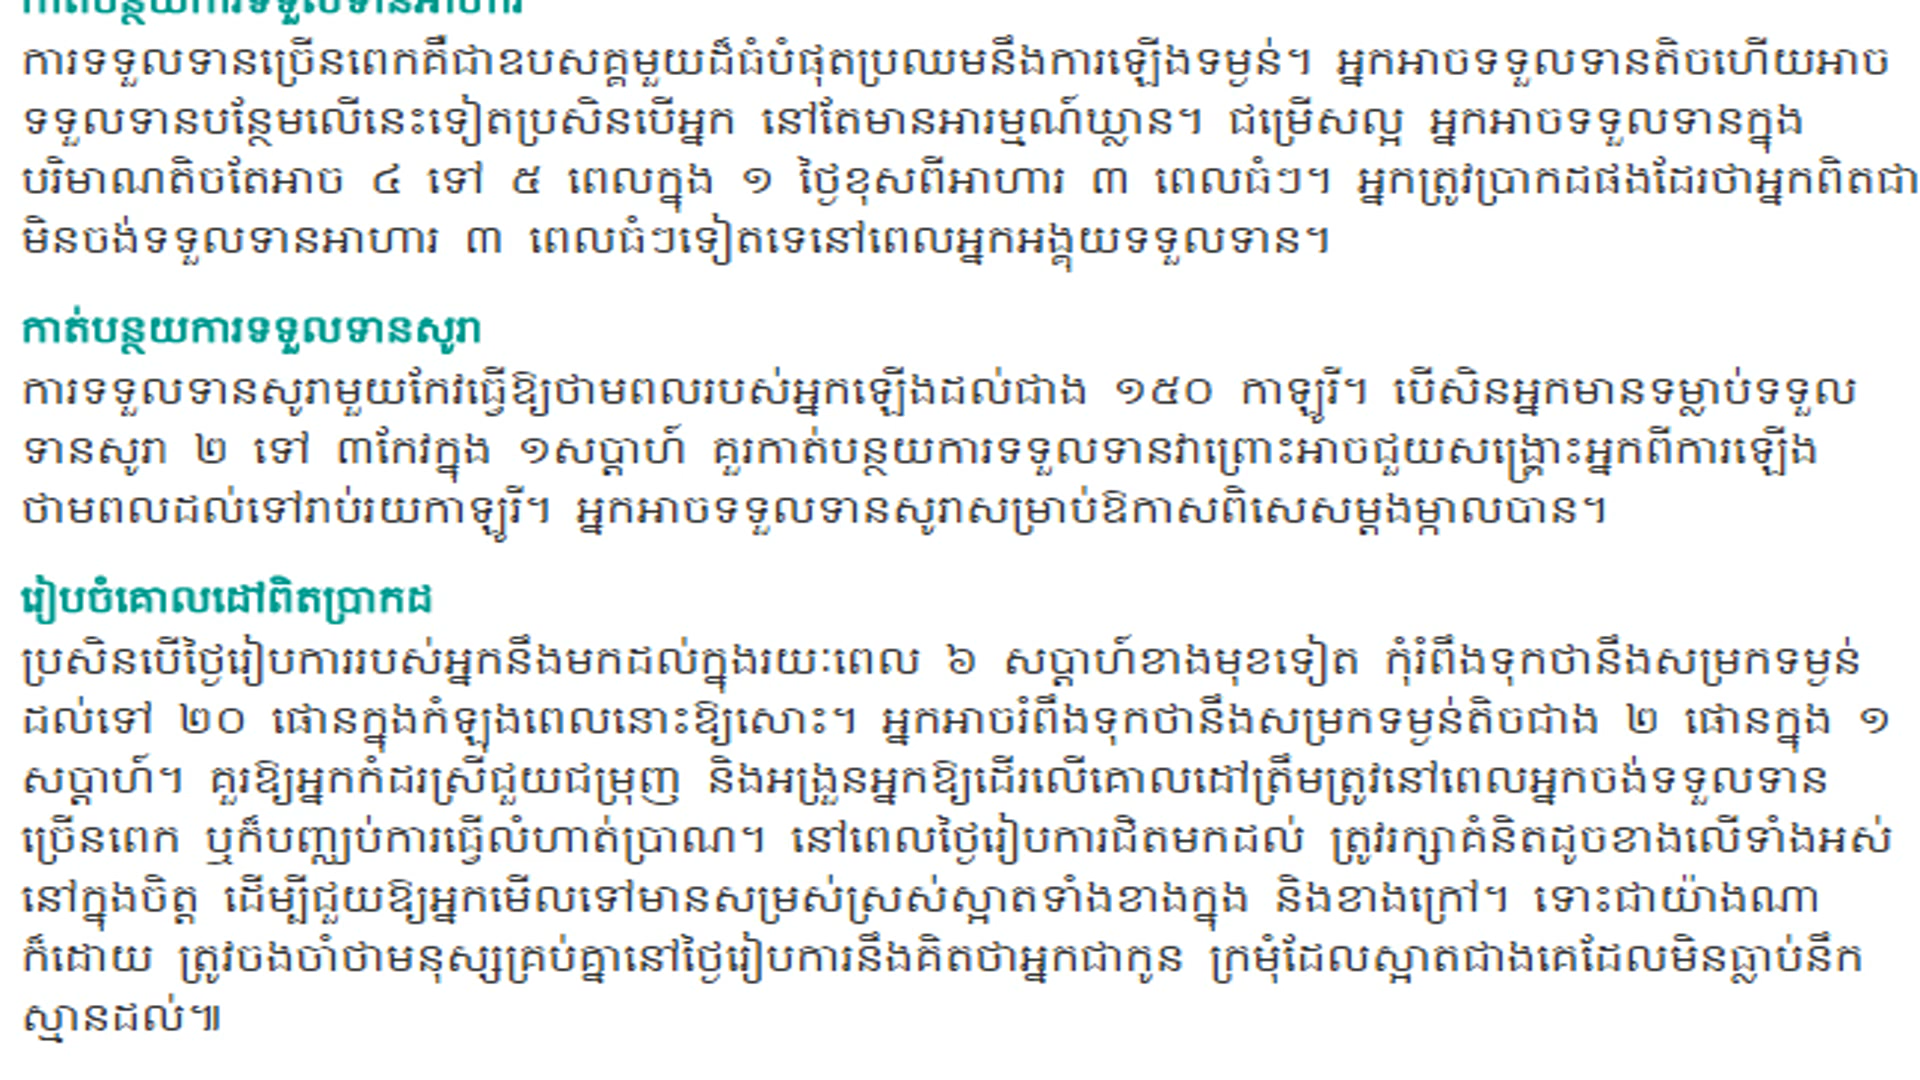 កាត់បន្ថយការទទួលទានអាហារ
ការទទួលទានច្រើនពេកគឺជាឧបសគ្គមួយដ៏ធំបំផុតប្រឈមនឹងការឡើងទម្ងន់។ អ្នកអាចទទួលទានតិចហើយអាច
ទទួលទានបន្ថែមលើនេះទៀតប្រសិនបើអ្នក នៅតែមានអារម្មណ៍ឃ្លាន។ ជម្រើសល្អ អ្នកអាចទទួលទានក្នុង
បរិមាណតិចតែអាច ៤ ទៅ ៥ ពេលក្នុង ១ ថ្ងៃខុសពីអាហារ ៣ ពេលធំៗ។ អ្នកត្រូវប្រាកដផងដែរថាអ្នកពិតជា
មិនចង់ទទួលទានអាហារ ៣ ពេលធំៗទៀតទេនៅពេលអ្នកអង្គុយទទួលទាន។
កាត់បន្ថយការទទួលទានសូរា
ការទទួលទានសូរាមួយកែវធ្វើឱ្យថាមពលរបស់អ្នកឡើងដល់ជាង ១៥០ កាឡូរី។ បើសិនអ្នកមានទម្លាប់ទទួល
ទានសូរា ២ ទៅ ៣កែវក្នុង ១សប្តាហ៍ គួរកាត់បន្ថយការទទួលទានវាព្រោះអាចជួយសង្គ្រោះអ្នកពីការឡើង
ថាមពលដល់ទៅរាប់រយកាឡូរី។ អ្នកអាចទទួលទានសូរាសម្រាប់ឱកាសពិសេសម្តងម្កាលបាន។
រៀបចំគោលដៅពិតប្រាកដ
ប្រសិនបើថ្ងៃរៀបការរបស់អ្នកនឹងមកដល់ក្នុងរយៈពេល ៦ សប្តាហ៍ខាងមុខទៀត កុំរំពឹងទុកថានឹងសម្រកទម្ងន់
ដល់ទៅ ២០ ផោនក្នុងកំឡុងពេលនោះឱ្យសោះ។ អ្នកអាចរំពឹងទុកថានឹងសម្រកទម្ងន់តិចជាង ២ ផោនក្នុង ១
សប្តាហ៍។ គួរឱ្យអ្នកកំដរស្រីជួយជម្រុញ និងអង្រួនអ្នកឱ្យដើរលើគោលដៅត្រឹមត្រូវនៅពេលអ្នកចង់ទទួលទាន
ច្រើនពេក ឬក៏បញ្ឈប់ការធ្វើលំហាត់ប្រាណ។ នៅពេលថ្ងៃរៀបការជិតមកដល់ ត្រូវរក្សាគំនិតដូចខាងលើទាំងអស់
នៅក្នុងចិត្ត ដើម្បីជួយឱ្យអ្នកមើលទៅមានសម្រស់ស្រស់ស្អាតទាំងខាងក្នុង និងខាងក្រៅ។ ទោះជាយ៉ាងណា
ក៏ដោយ ត្រូវចងចាំថាមនុស្សគ្រប់គ្នានៅថ្ងៃរៀបការនឹងគិតថាអ្នកជាកូន ក្រមុំដែលស្អាតជាងគេដែលមិនធ្លាប់នឹក
ស្មានដល់។៕